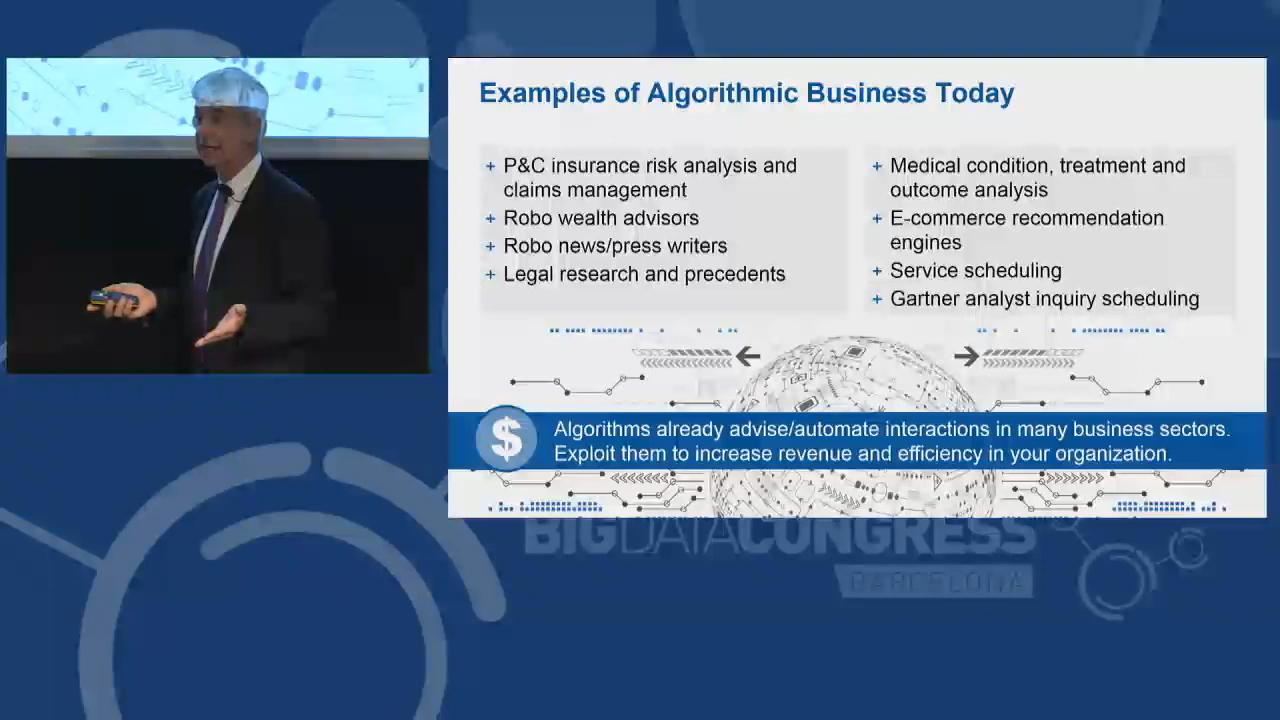 Examples of Algorithmic Business Today
+ P&C insurance risk analysis and
claims management
+ Robo wealth advisors
+ Robo news/press writers
+ Legal research and precedents
+ Medical condition, treatment and
outcome analysis
+ E-commerce recommendation
engines
+ Service scheduling
+ Gartner analyst inquiry scheduling
$
Algorithms already advise/automate interactions in many business sectors.
Exploit them to increase revenue and efficiency in your organization.
BIGDATACONGRESS
BARCELONA